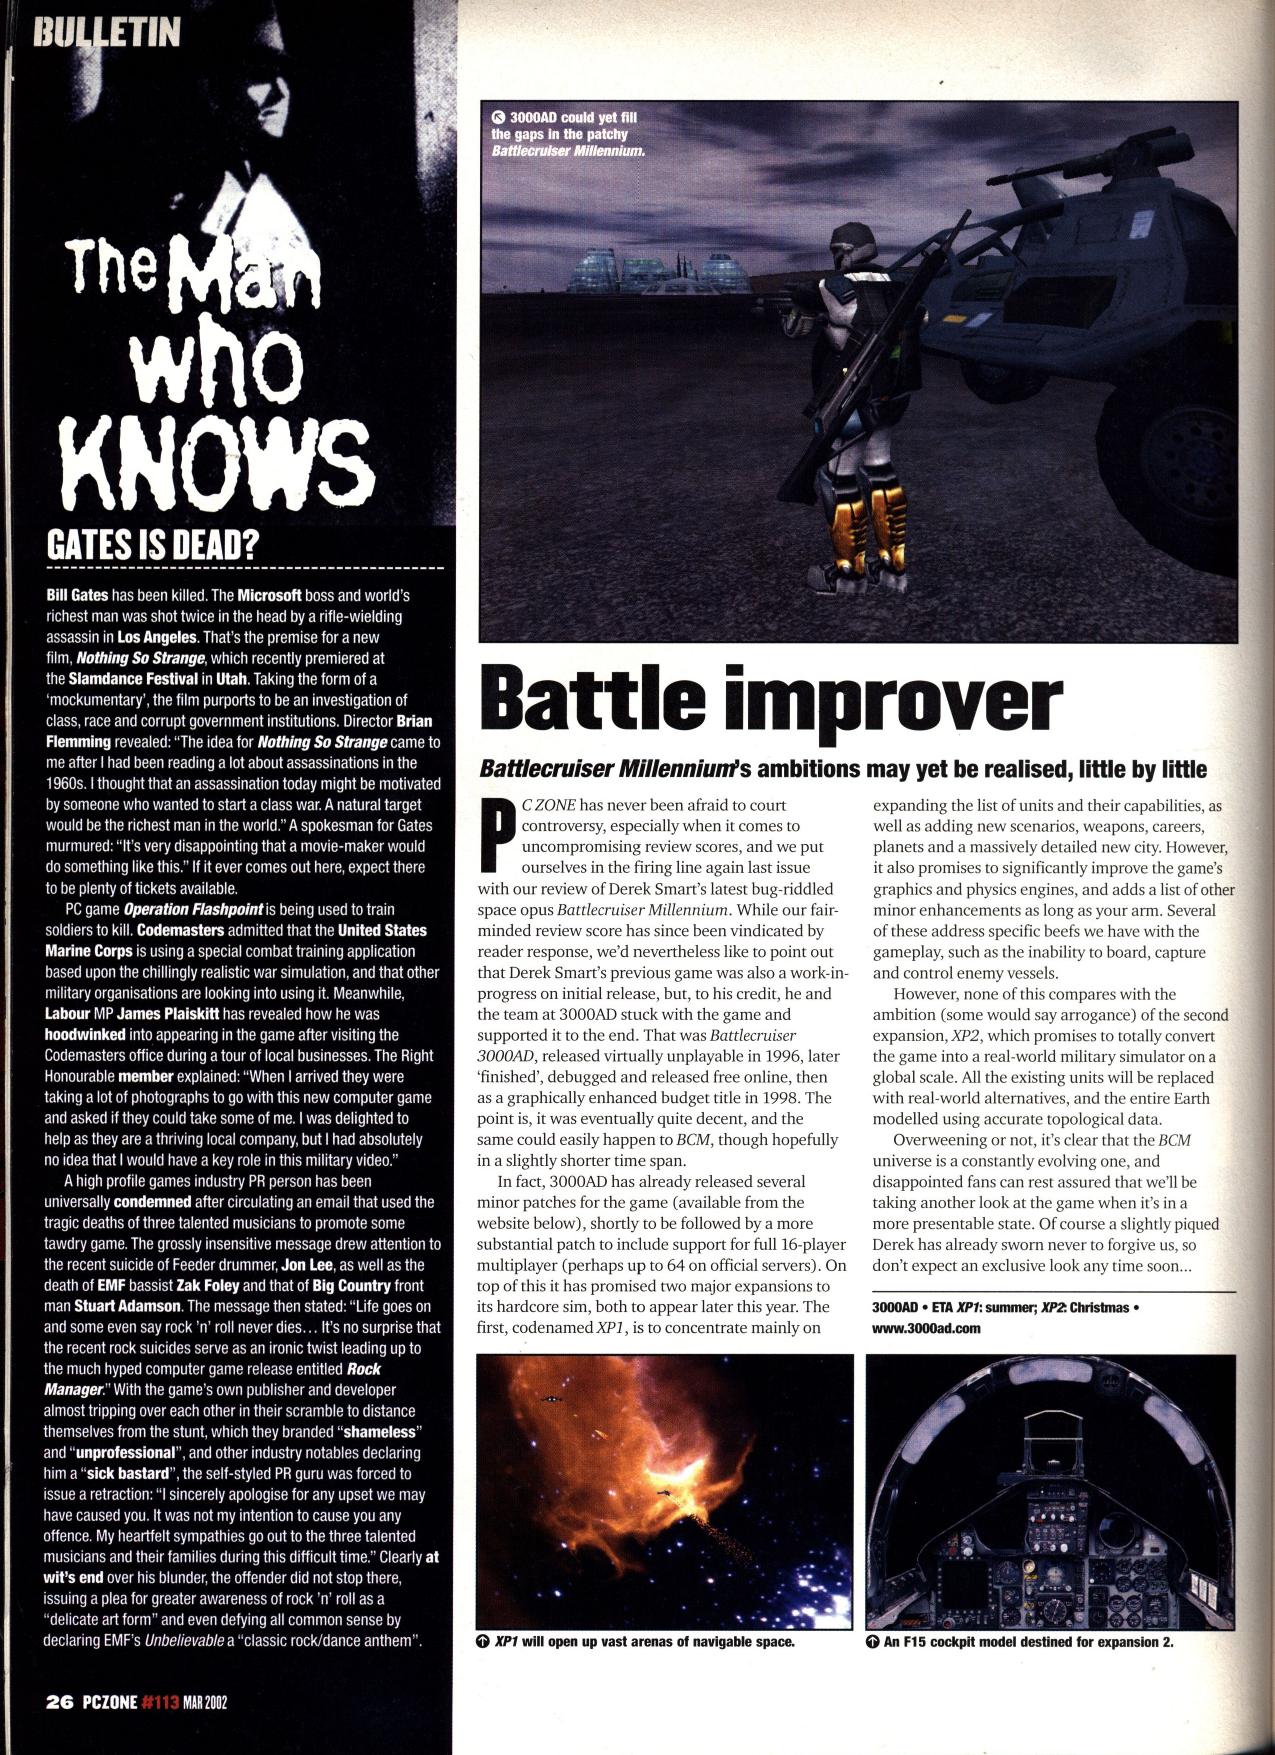 BULLETIN
The Man
who
KNOWS
GATES IS DEAD?
Bill Gates has been killed. The Microsoft boss and world's
richest man was shot twice in the head by a rifle-wielding
assassin in Los Angeles. That's the premise for a new
film, Nothing So Strange, which recently premiered at
the Slamdance Festival in Utah. Taking the form of a
'mockumentary', the film purports to be an investigation of
class, race and corrupt government institutions. Director Brian
Flemming revealed: “The idea for Nothing So Strange came to
me after I had been reading a lot about assassinations in the
1960s. I thought that an assassination today might be motivated
by someone who wanted to start a class war. A natural target
would be the richest man in the world.” A spokesman for Gates
murmured: “It's very disappointing that a movie-maker would
do something like this.” If it ever comes out here, expect there
to be plenty of tickets available.
PC game Operation Flashpoint is being used to train
soldiers to kill. Codemasters admitted that the United States
Marine Corps is using a special combat training application
based upon the chillingly realistic war simulation, and that other
military organisations are looking into using it. Meanwhile,
Labour MP James Plaiskitt has revealed how he was
hoodwinked into appearing in the game after visiting the
Codemasters office during a tour of local businesses. The Right
Honourable member explained: “When I arrived they were
taking a lot of photographs to go with this new computer game
and asked if they could take some of me. I was delighted to
help as they are a thriving local company, but I had absolutely
no idea that I would have a key role in this military video.”
A high profile games industry PR person has been
universally condemned after circulating an email that used the
tragic deaths of three talented musicians to promote some
tawdry game. The grossly insensitive message drew attention to
the recent suicide of Feeder drummer, Jon Lee, as well as the
death of EMF bassist Zak Foley and that of Big Country front
man Stuart Adamson. The message then stated: “Life goes on
and some even say rock 'n' roll never dies... It's no surprise that
the recent rock suicides serve as an ironic twist leading up to
the much hyped computer game release entitled Rock
Manager.” With the game's own publisher and developer
almost tripping over each other in their scramble to distance
themselves from the stunt, which they branded “shameless”
and “unprofessional”, and other industry notables declaring
him a “sick bastard”, the self-styled PR guru was forced to
issue a retraction: “I sincerely apologise for any upset we may
have caused you. It was not my intention to cause you any
offence. My heartfelt sympathies go out to the three talented
musicians and their families during this difficult time.” Clearly at
wit's end over his blunder, the offender did not stop there,
issuing a plea for greater awareness of rock 'n' roll as a
“delicate art form” and even defying all common sense by
declaring EMF's Unbelievable a “classic rock/dance anthem”.
3000AD could yet fill
the gaps in the patchy
Battlecruiser Millennium.
Battle improver
Battlecruiser Millennium's ambitions may yet be realised, little by little
PC ZONE has never been afraid to court
controversy, especially when it comes to
uncompromising review scores, and we put
ourselves in the firing line again last issue
with our review of Derek Smart's latest bug-riddled
space opus Battlecruiser Millennium. While our fair-
minded review score has since been vindicated by
reader response, we'd nevertheless like to point out
that Derek Smart's previous game was also a work-in-
progress on initial release, but, to his credit, he and
the team at 3000AD stuck with the game and
supported it to the end. That was Battlecruiser
3000AD, released virtually unplayable in 1996, later
'finished', debugged and released free online, then
as a graphically enhanced budget title in 1998. The
point is, it was eventually quite decent, and the
same could easily happen to BCM, though hopefully
in a slightly shorter time span.
In fact, 3000AD has already released several
minor patches for the game (available from the
website below), shortly to be followed by a more
substantial patch to include support for full 16-player
multiplayer (perhaps up to 64 on official servers). On
top of this it has promised two major expansions to
its hardcore sim, both to appear later this year. The
first, codenamed XP1, is to concentrate mainly on
expanding the list of units and their capabilities, as
well as adding new scenarios, weapons, careers,
planets and a massively detailed new city. However,
it also promises to significantly improve the game's
graphics and physics engines, and adds a list of other
minor enhancements as long as your arm. Several
of these address specific beefs we have with the
gameplay, such as the inability to board, capture
and control enemy vessels.
However, none of this compares with the
ambition (some would say arrogance) of the second
expansion, XP2, which promises to totally convert
the game into a real-world military simulator on a
global scale. All the existing units will be replaced
with real-world alternatives, and the entire Earth
modelled using accurate topological data.
Overweening or not, it's clear that the BCM
universe is a constantly evolving one, and
disappointed fans can rest assured that we'll be
taking another look at the game when it's in a
more presentable state. Of course a slightly piqued
Derek has already sworn never to forgive us, so
don't expect an exclusive look any time soon...
3000AD • ETA XP1: summer; XP2: Christmas •
www.3000ad.com
XP1 will open up vast arenas of navigable space.
An F15 cockpit model destined for expansion 2.
26 PCZONE #113 MAR 2002